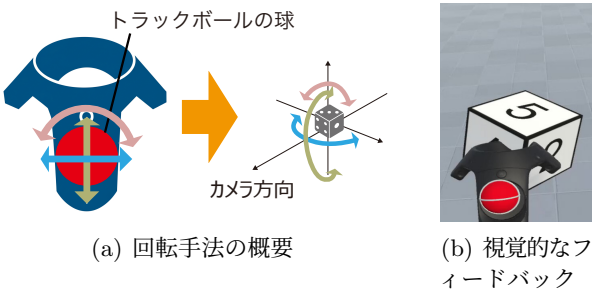 トラックボールの球
カメラ方向
(a) 回転手法の概要
5
(b) 視覚的なフ
ィードバック